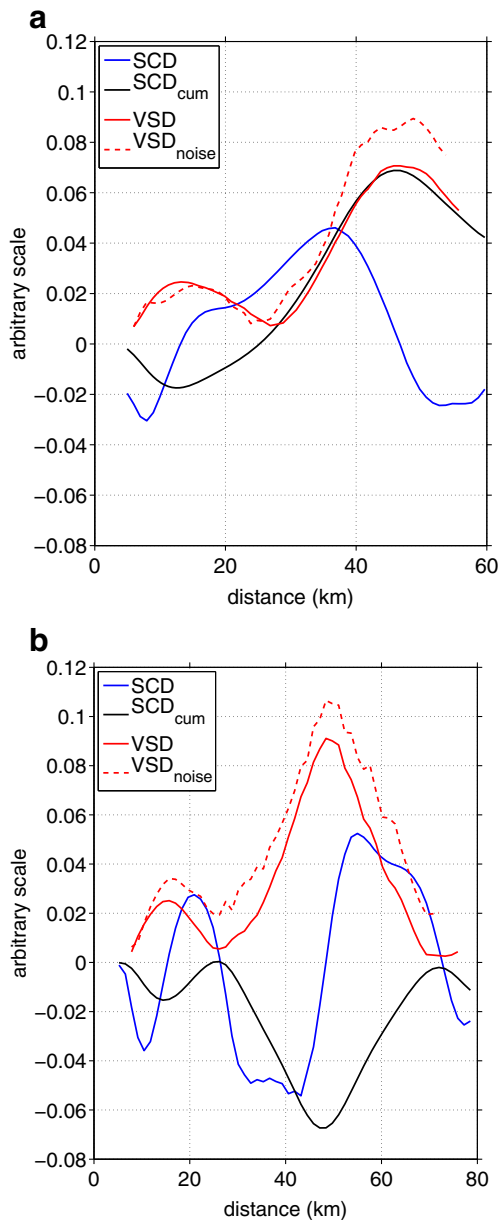 a
0.12
0.1
0.08
0.06
0.04
0.02
0
−0.02
−0.04
−0.06
−0.08
arbitrary scale
SCD
SCDcum
VSD
VSDnoise
0 20 40 60
distance (km)
b
0.12
0.1
0.08
0.06
0.04
0.02
0
−0.02
−0.04
−0.06
−0.08
arbitrary scale
SCD
SCDcum
VSD
VSDnoise
0 20 40 60 80
distance (km)